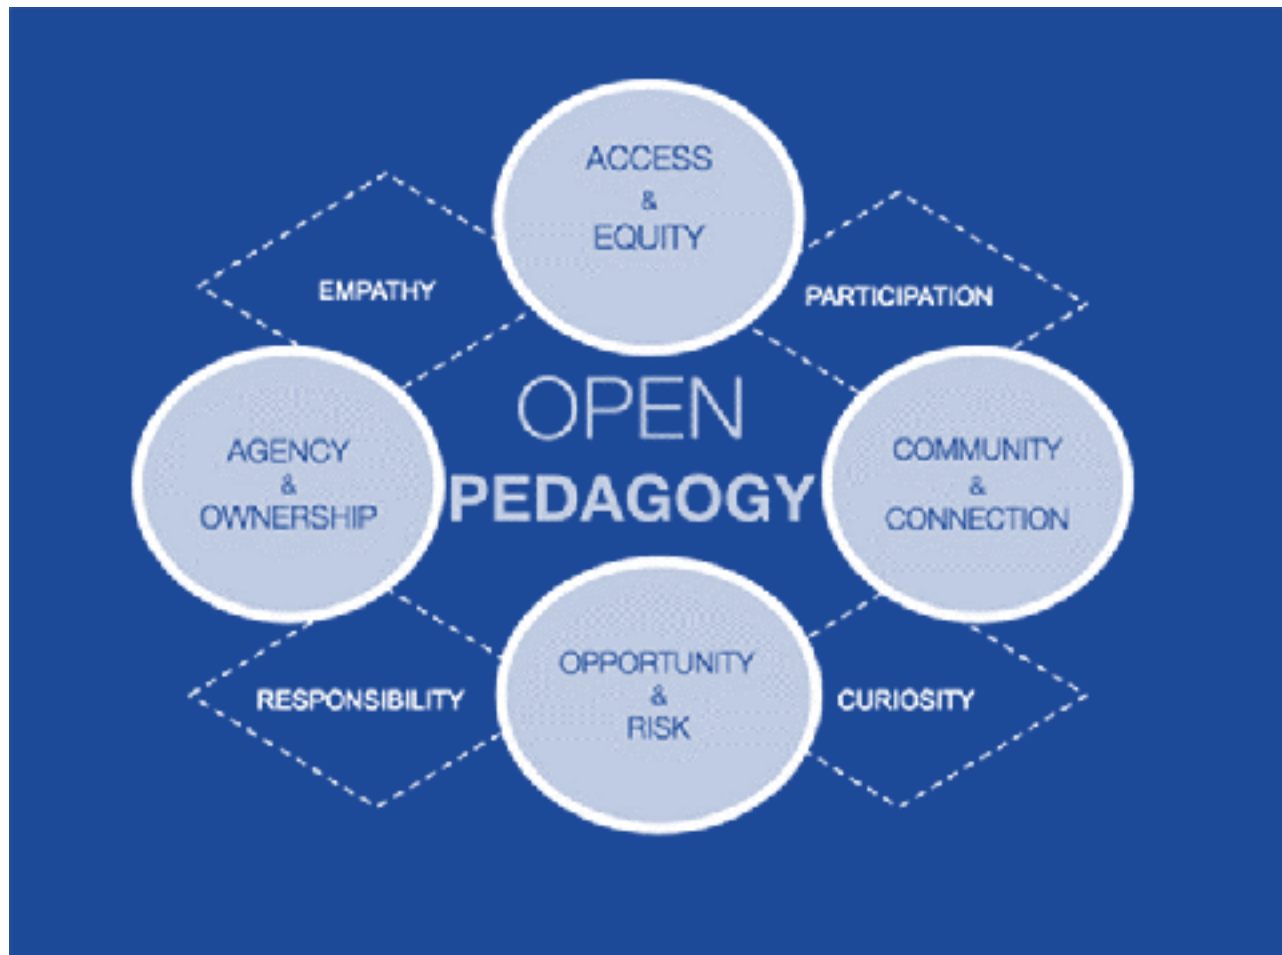 ACCESS
&
EQUITY
EMPATHY
PARTICIPATION
OPEN
PEDAGOGY
AGENCY
&
OWNERSHIP
COMMUNITY
&
CONNECTION
OPPORTUNITY
&
RISK
RESPONSIBILITY
CURIOSITY